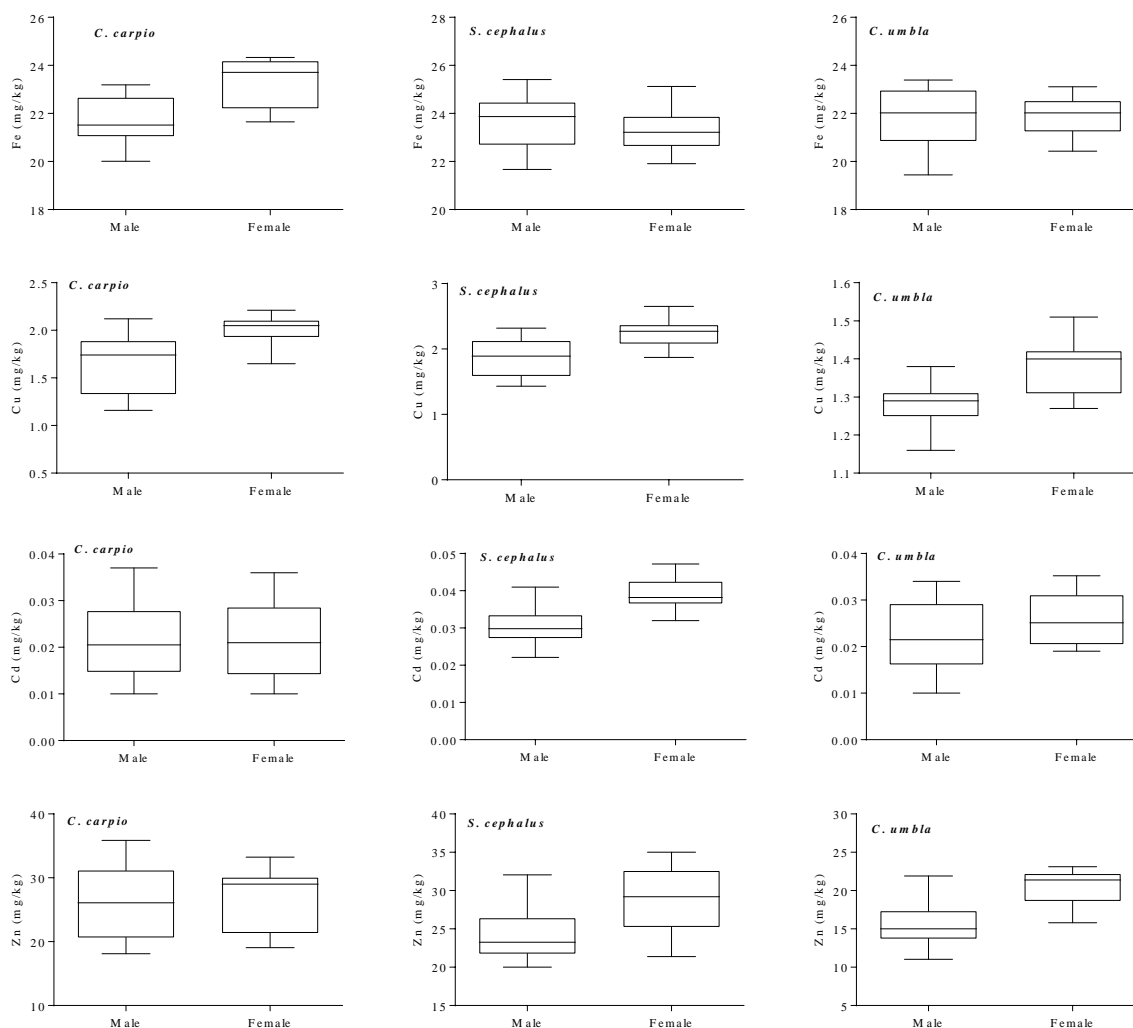 C. carpio
Fe (mg/kg)
26
24
22
20
18
Male Female
S. cephalus
Fe (mg/kg)
28
26
24
22
20
Male Female
C. umbla
Fe (mg/kg)
26
24
22
20
18
Male Female
C. carpio
Cu (mg/kg)
2.5
2.0
1.5
1.0
0.5
Male Female
S. cephalus
Cu (mg/kg)
3
2
1
0
Male Female
C. umbla
Cu (mg/kg)
1.6
1.5
1.4
1.3
1.2
1.1
Male Female
C. carpio
Cd (mg/kg)
0.04
0.03
0.02
0.01
0.00
Male Female
S. cephalus
Cd (mg/kg)
0.05
0.04
0.03
0.02
0.01
0.00
Male Female
C. umbla
Cd (mg/kg)
0.04
0.03
0.02
0.01
0.00
Male Female
C. carpio
Zn (mg/kg)
40
30
20
10
Male Female
S. cephalus
Zn (mg/kg)
40
35
30
25
20
15
Male Female
C. umbla
Zn (mg/kg)
30
25
20
15
10
5
Male Female